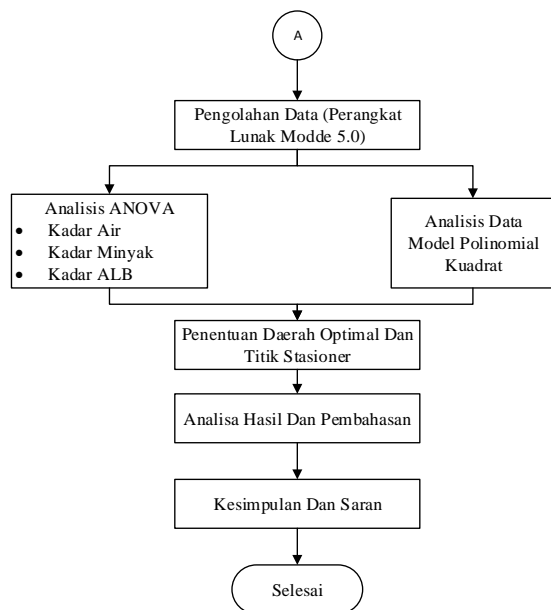 A
Pengolahan Data (Perangkat
Lunak Modde 5.0)
Analisis ANOVA
• Kadar Air
• Kadar Minyak
• Kadar ALB
Analisis Data
Model Polinomial
Kuadrat
Penentuan Daerah Optimal Dan
Titik Stasioner
Analisa Hasil Dan Pembahasan
Kesimpulan Dan Saran
Selesai